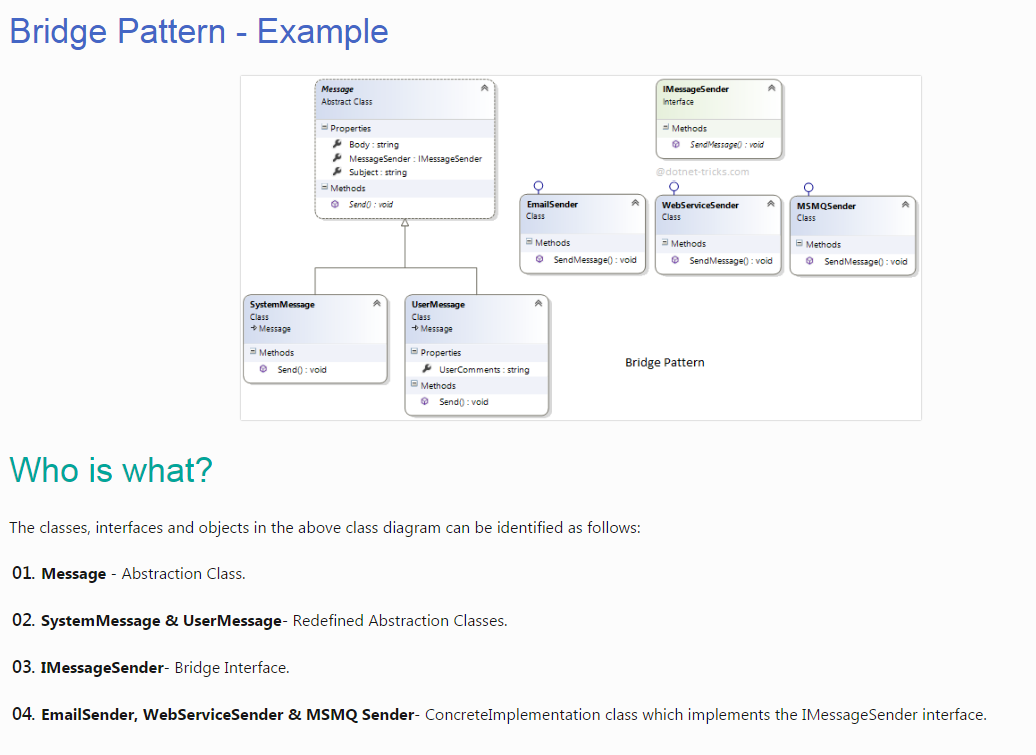 Bridge Pattern - Example
Message
Abstract Class
Properties
Body : string
MessageSender : IMessageSender
Subject : string
Methods
Send() : void
IMessageSender
Interface
Methods
SendMessage() : void
@dotnet-tricks.com
EmailSender
Class
Methods
SendMessage() : void
WebServiceSender
Class
Methods
SendMessage() : void
MSMQSender
Class
Methods
SendMessage() : void
SystemMessage
Class
Message
Methods
Send() : void
UserMessage
Class
Message
Properties
UserComments : string
Methods
Send() : void
Bridge Pattern
Who is what?
The classes, interfaces and objects in the above class diagram can be identified as follows:
01. Message - Abstraction Class.
02. SystemMessage & UserMessage- Redefined Abstraction Classes.
03. IMessageSender- Bridge Interface.
04. EmailSender, WebServiceSender & MSMQ Sender- ConcreteImplementation class which implements the IMessageSender interface.